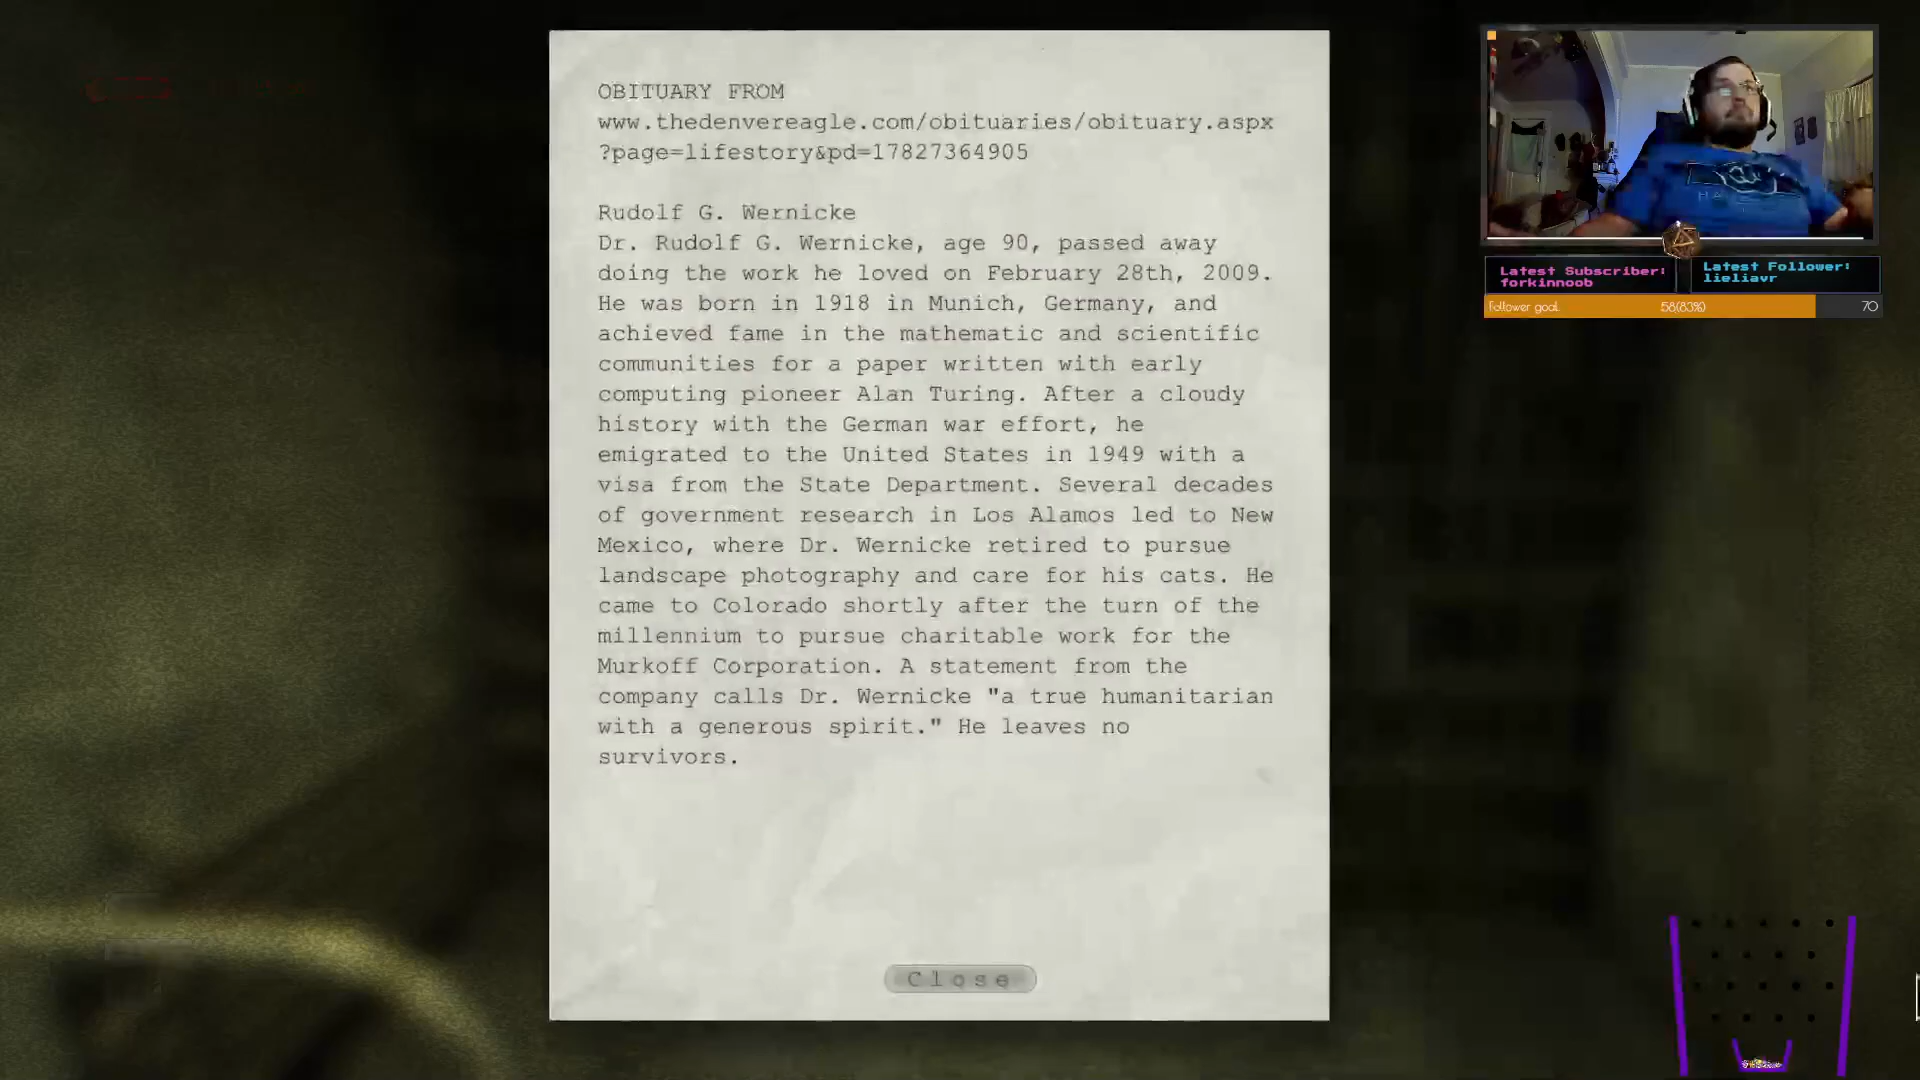 OBITUARY FROM
www.thedenvereagle.com/obituaries/obituary.aspx
?page=lifestory&pd=17827364905
Rudolf G. Wernicke
Dr. Rudolf G. Wernicke, age 90, passed away
doing the work he loved on February 28th, 2009.
He was born in 1918 in Munich, Germany, and
achieved fame in the mathematic and scientific
communities for a paper written with early
computing pioneer Alan Turing. After a cloudy
history with the German war effort, he
emigrated to the United States in 1949 with a
visa from the State Department. Several decades
of government research in Los Alamos led to New
Mexico, where Dr. Wernicke retired to pursue
landscape photography and care for his cats. He
came to Colorado shortly after the turn of the
millennium to pursue charitable work for the
Murkoff Corporation. A statement from the
company calls Dr. Wernicke "a true humanitarian
with a generous spirit." He leaves no
survivors.
Close
Latest Subscriber:
forkinnoob
Latest Follower:
lieliavr
Follower goal
58(83%)
70